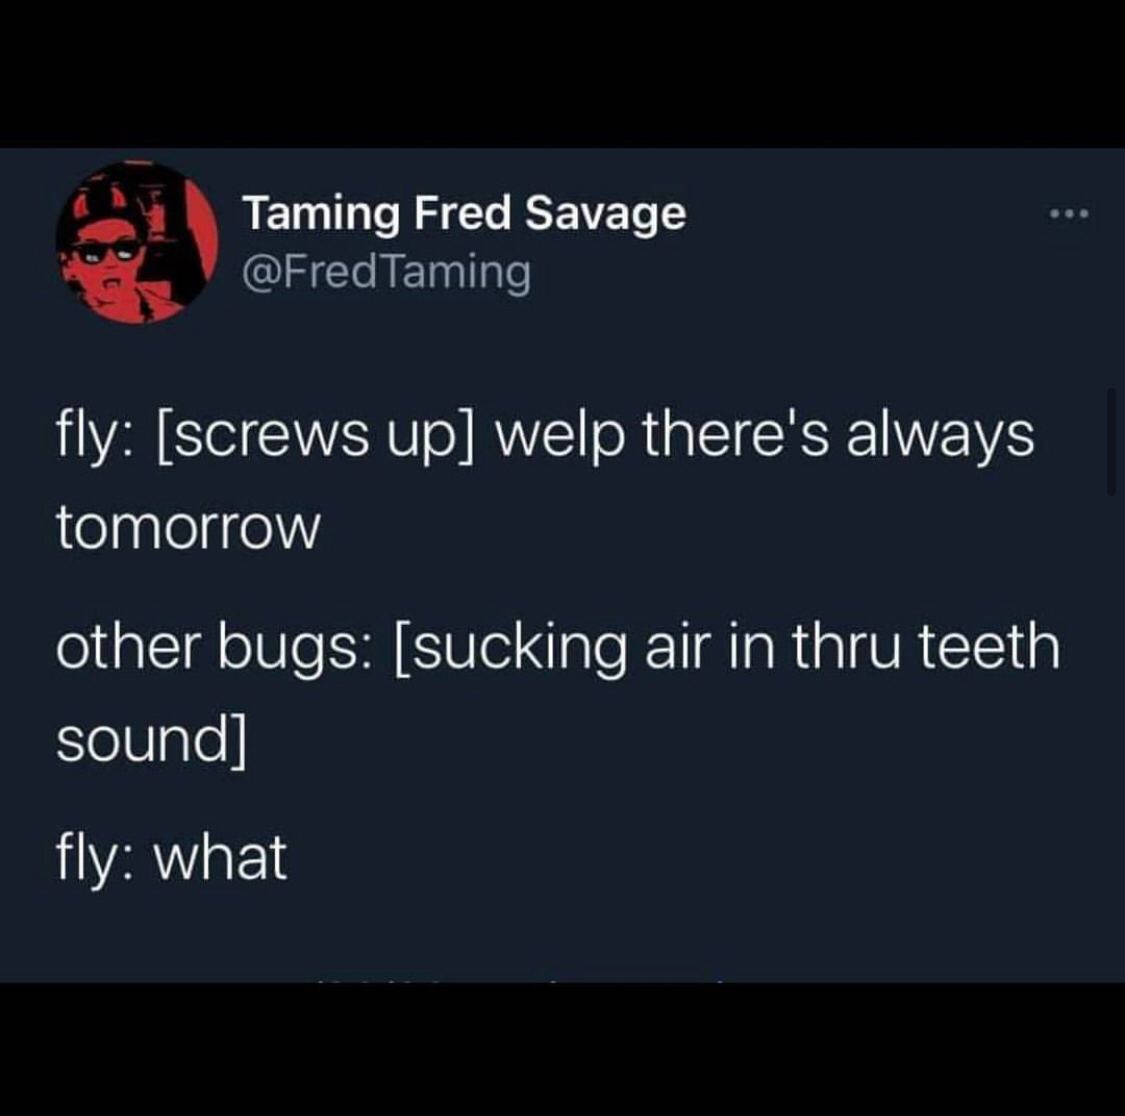 Taming Fred Savage
@FredTaming
fly: [screws up] welp there's always
tomorrow
other bugs: [sucking air in thru teeth
sound]
fly: what